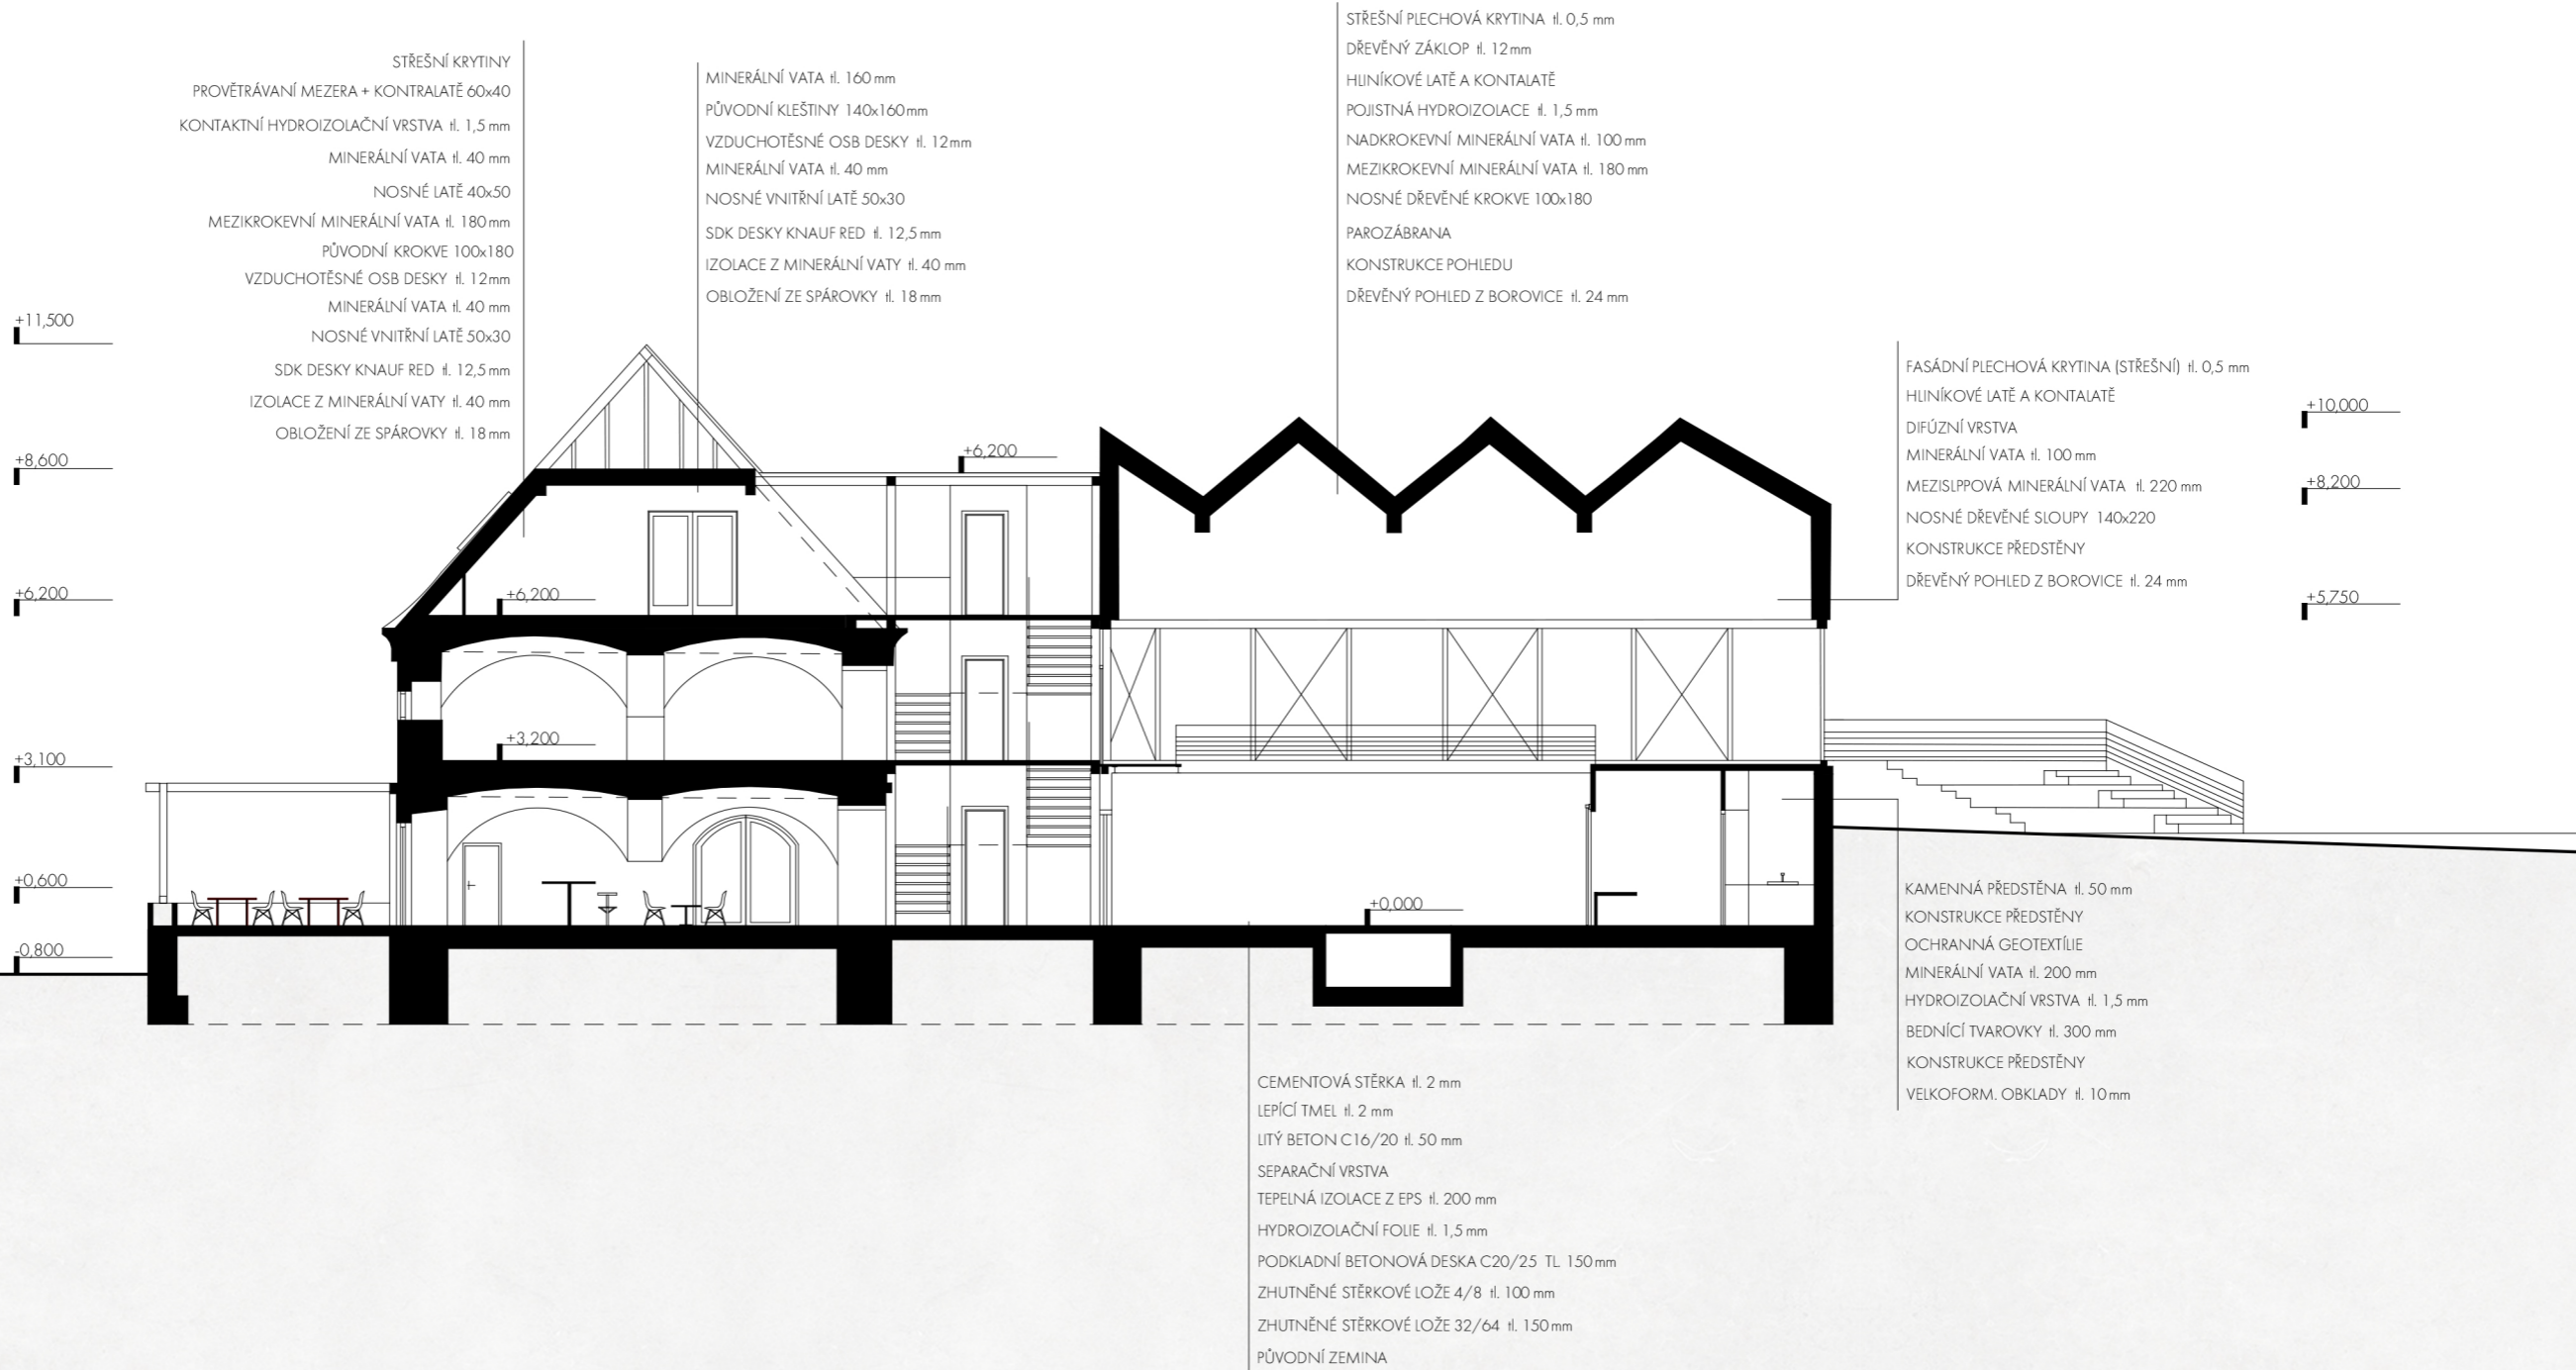 STŘEŠNÍ KRYTINY
PROVĚTRÁVANÍ MEZERA + KONTRALATĚ 60x40
KONTAKTNÍ HYDROIZOLAČNÍ VRSTVA tl. 1,5 mm
MINERÁLNÍ VATA tl. 40 mm
NOSNÉ LATĚ 40x50
MEZIKROKEVNÍ MINERÁLNÍ VATA tl. 180 mm
PŮVODNÍ KROKVE 100x180
VZDUCHOTĚSNÉ OSB DESKY tl. 12mm
MINERÁLNÍ VATA tl. 40 mm
NOSNÉ VNITŘNÍ LATĚ 50x30
SDK DESKY KNAUF RED tl. 12,5 mm
IZOLACE Z MINERÁLNÍ VATY tl. 40 mm
OBLOŽENÍ ZE SPÁROVKY tl. 18 mm
MINERÁLNÍ VATA tl. 160 mm
PŮVODNÍ KLEŠTINY 140x160mm
VZDUCHOTĚSNÉ OSB DESKY tl. 12mm
MINERÁLNÍ VATA tl. 40 mm
NOSNÉ VNITŘNÍ LATĚ 50x30
SDK DESKY KNAUF RED tl. 12,5 mm
IZOLACE Z MINERÁLNÍ VATY tl. 40 mm
OBLOŽENÍ ZE SPÁROVKY tl. 18 mm
STŘEŠNÍ PLECHOVÁ KRYTINA tl. 0,5 mm
DŘEVĚNÝ ZÁKLOP tl. 12mm
HLINÍKOVÉ LATĚ A KONTALATĚ
POJISTNÁ HYDROIZOLACE tl. 1,5 mm
NADKROKEVNÍ MINERÁLNÍ VATA tl. 100 mm
MEZIKROKEVNÍ MINERÁLNÍ VATA tl. 180 mm
NOSNÉ DŘEVĚNÉ KROKVE 100x180
PAROZÁBRANA
KONSTRUKCE POHLEDU
DŘEVĚNÝ POHLED Z BOROVICE tl. 24 mm
FASÁDNÍ PLECHOVÁ KRYTINA (STŘEŠNÍ) tl. 0,5 mm
HLINÍKOVÉ LATĚ A KONTALATĚ
DIFÚZNÍ VRSTVA
MINERÁLNÍ VATA tl. 100 mm
MEZISLPPOVÁ MINERÁLNÍ VATA tl. 220 mm
NOSNÉ DŘEVĚNÉ SLOUPY 140x220
KONSTRUKCE PŘEDSTĚNY
DŘEVĚNÝ POHLED Z BOROVICE tl. 24 mm
+11,500
+8,600
+6,200
+3,100
+0,600
-0,800
+6,200
+6,200
+3,200
+0,000
+10,000
+8,200
+5,750
KAMENNÁ PŘEDSTĚNA tl. 50 mm
KONSTRUKCE PŘEDSTĚNY
OCHRANNÁ GEOTEXTÍLIE
MINERÁLNÍ VATA tl. 200 mm
HYDROIZOLAČNÍ VRSTVA tl. 1,5 mm
BEDNÍCÍ TVAROVKY tl. 300 mm
KONSTRUKCE PŘEDSTĚNY
VELKOFORM. OBKLADY tl. 10mm
CEMENTOVÁ STĚRKA tl. 2 mm
LEPÍCÍ TMEL tl. 2 mm
LITÝ BETON C16/20 tl. 50 mm
SEPARAČNÍ VRSTVA
TEPELNÁ IZOLACE Z EPS tl. 200 mm
HYDROIZOLAČNÍ FOLIE tl. 1,5 mm
PODKLADNÍ BETONOVÁ DESKA C20/25 TL. 150mm
ZHUTNĚNÉ STĚRKOVÉ LOŽE 4/8 tl. 100 mm
ZHUTNĚNÉ STĚRKOVÉ LOŽE 32/64 tl. 150 mm
PŮVODNÍ ZEMINA